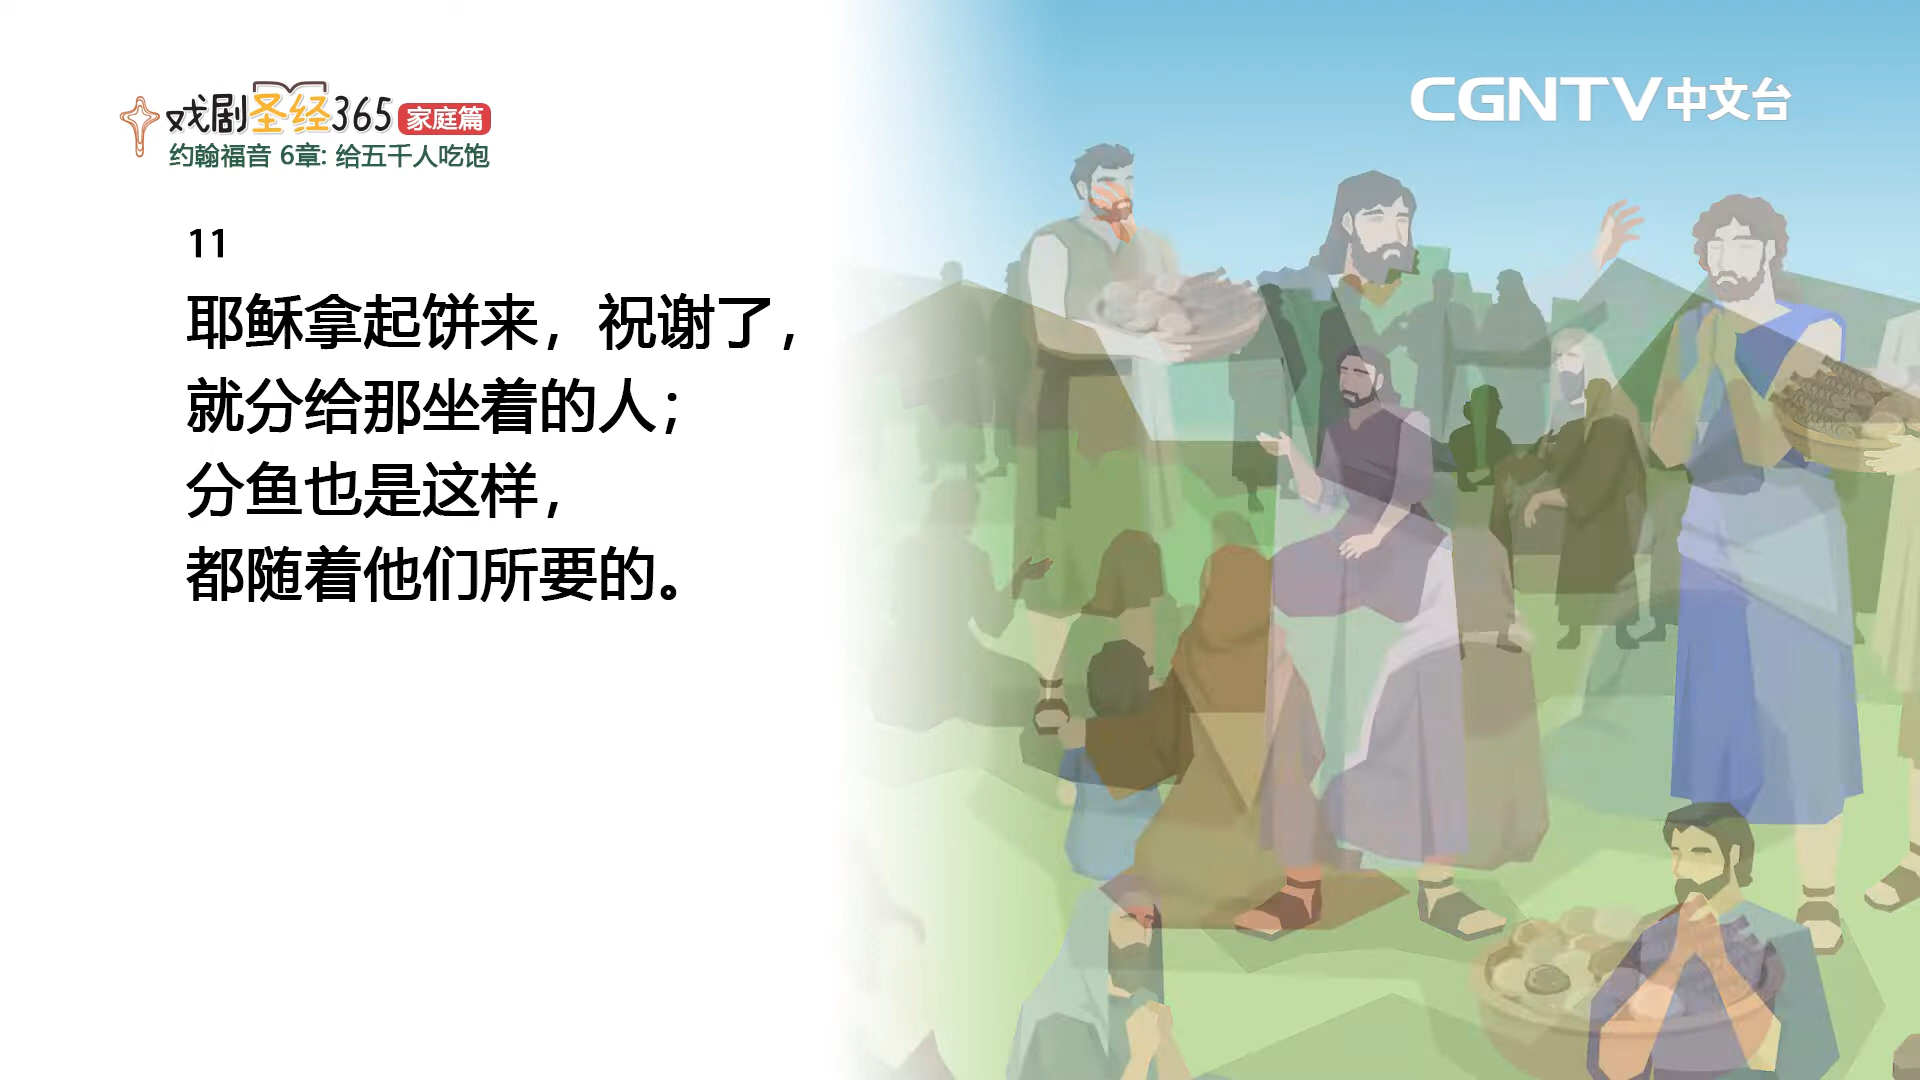 戏剧圣经365 家庭篇
CGNTV中文台
约翰福音 6章: 给五千人吃饱
11
耶稣拿起饼来，祝谢了，
就分给那坐着的人；
分鱼也是这样，
都随着他们所要的。